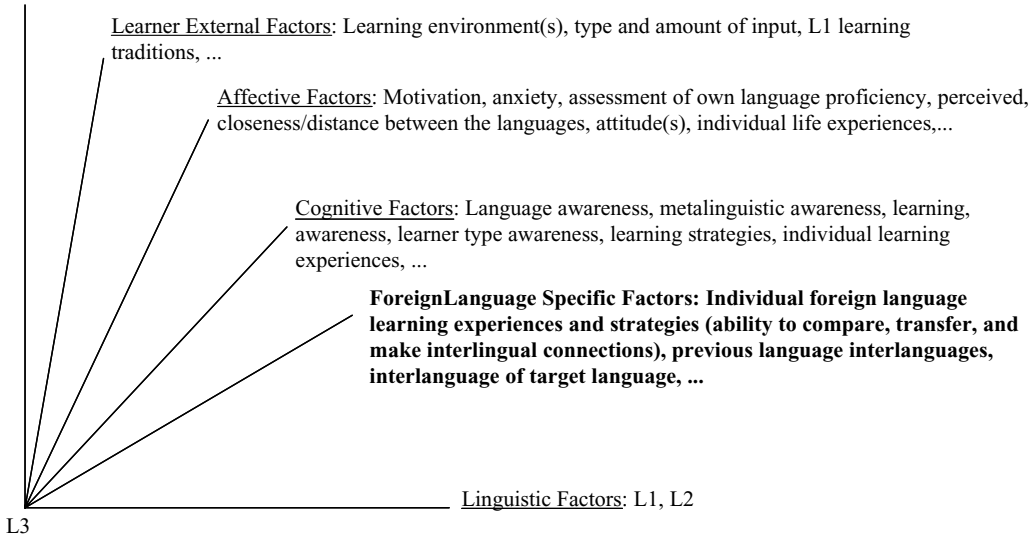 Learner External Factors: Learning environment(s), type and amount of input, L1 learning
traditions, ...
Affective Factors: Motivation, anxiety, assessment of own language proficiency, perceived,
closeness/distance between the languages, attitude(s), individual life experiences,...
Cognitive Factors: Language awareness, metalinguistic awareness, learning,
awareness, learner type awareness, learning strategies, individual learning
experiences, ...
ForeignLanguage Specific Factors: Individual foreign language
learning experiences and strategies (ability to compare, transfer, and
make interlingual connections), previous language interlanguages,
interlanguage of target language, ...
Linguistic Factors: L1, L2
L3